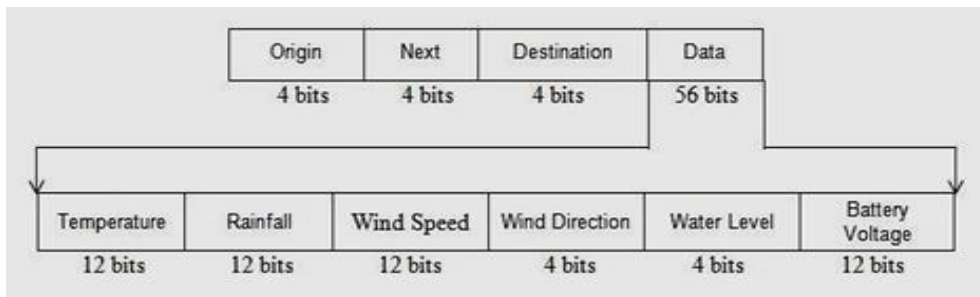 Origin Next Destination Data
4 bits 4 bits 4 bits 56 bits
Temperature Rainfall Wind Speed Wind Direction Water Level Battery Voltage
12 bits 12 bits 12 bits 4 bits 4 bits 12 bits